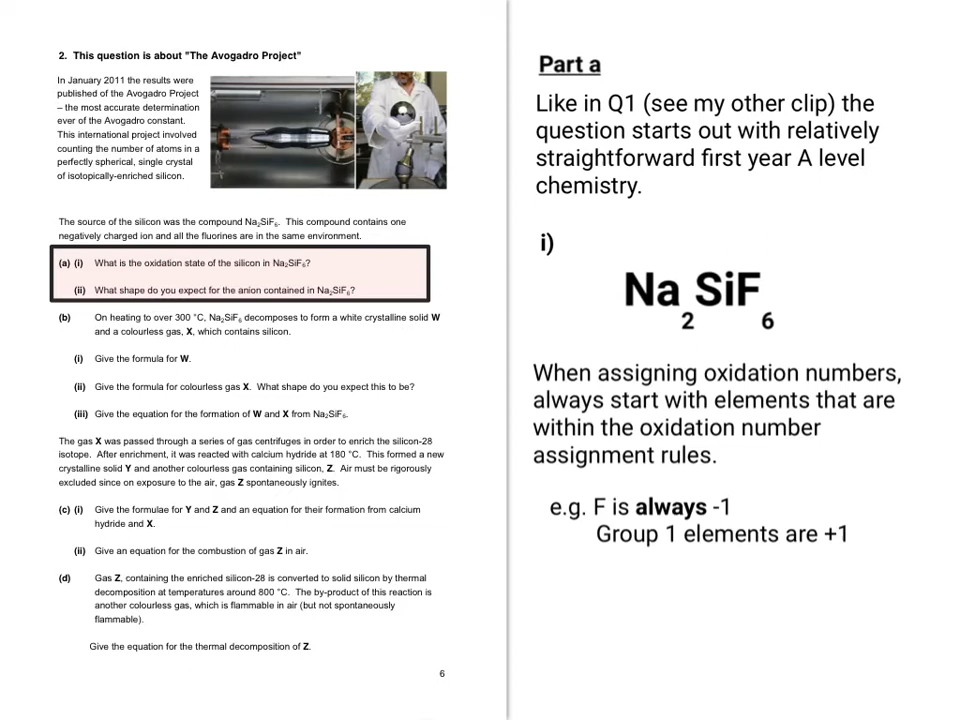 2. This question is about "The Avogadro Project"
In January 2011 the results were
published of the Avogadro Project
– the most accurate determination
ever of the Avogadro constant.
This international project involved
counting the number of atoms in a
perfectly spherical, single crystal
of isotopically-enriched silicon.
The source of the silicon was the compound Na₂SiF₆. This compound contains one
negatively charged ion and all the fluorines are in the same environment.
(a) (i) What is the oxidation state of the silicon in Na₂SiF₆?
(ii) What shape do you expect for the anion contained in Na₂SiF₆?
(b) On heating to over 300 °C, Na₂SiF₆ decomposes to form a white crystalline solid W
and a colourless gas, X, which contains silicon.
(i) Give the formula for W.
(ii) Give the formula for colourless gas X. What shape do you expect this to be?
(iii) Give the equation for the formation of W and X from Na₂SiF₆.
The gas X was passed through a series of gas centrifuges in order to enrich the silicon-28
isotope. After enrichment, it was reacted with calcium hydride at 180 °C. This formed a new
crystalline solid Y and another colourless gas containing silicon, Z. Air must be rigorously
excluded since on exposure to the air, gas Z spontaneously ignites.
(c) (i) Give the formulae for Y and Z and an equation for their formation from calcium
hydride and X.
(ii) Give an equation for the combustion of gas Z in air.
(d) Gas Z, containing the enriched silicon-28 is converted to solid silicon by thermal
decomposition at temperatures around 800 °C. The by-product of this reaction is
another colourless gas, which is flammable in air (but not spontaneously
flammable).
Give the equation for the thermal decomposition of Z.
6
Part a
Like in Q1 (see my other clip) the
question starts out with relatively
straightforward first year A level
chemistry.
i)
Na₂SiF₆
When assigning oxidation numbers,
always start with elements that are
within the oxidation number
assignment rules.
e.g. F is always -1
Group 1 elements are +1